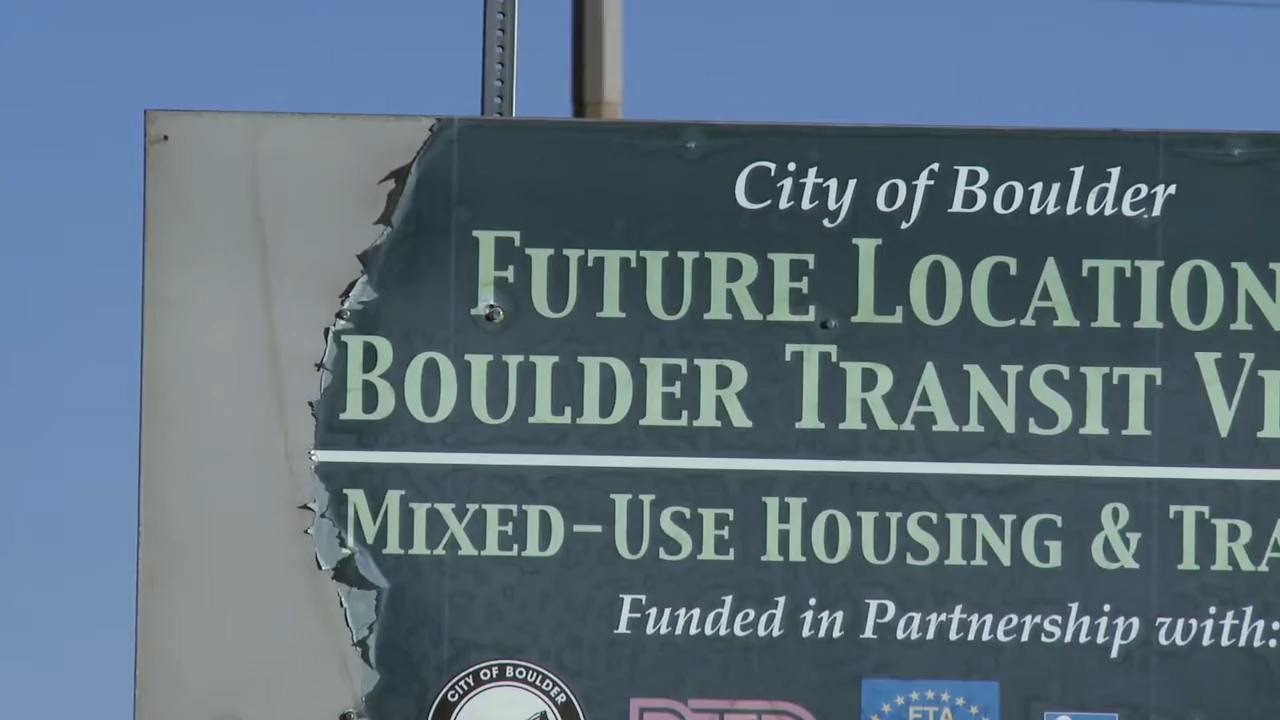 City of Boulder
FUTURE LOCATION
BOULDER TRANSIT VI
MIXED-USE HOUSING & TRA
Funded in Partnership with:
CITY OF BOULDER
RTD
FTA